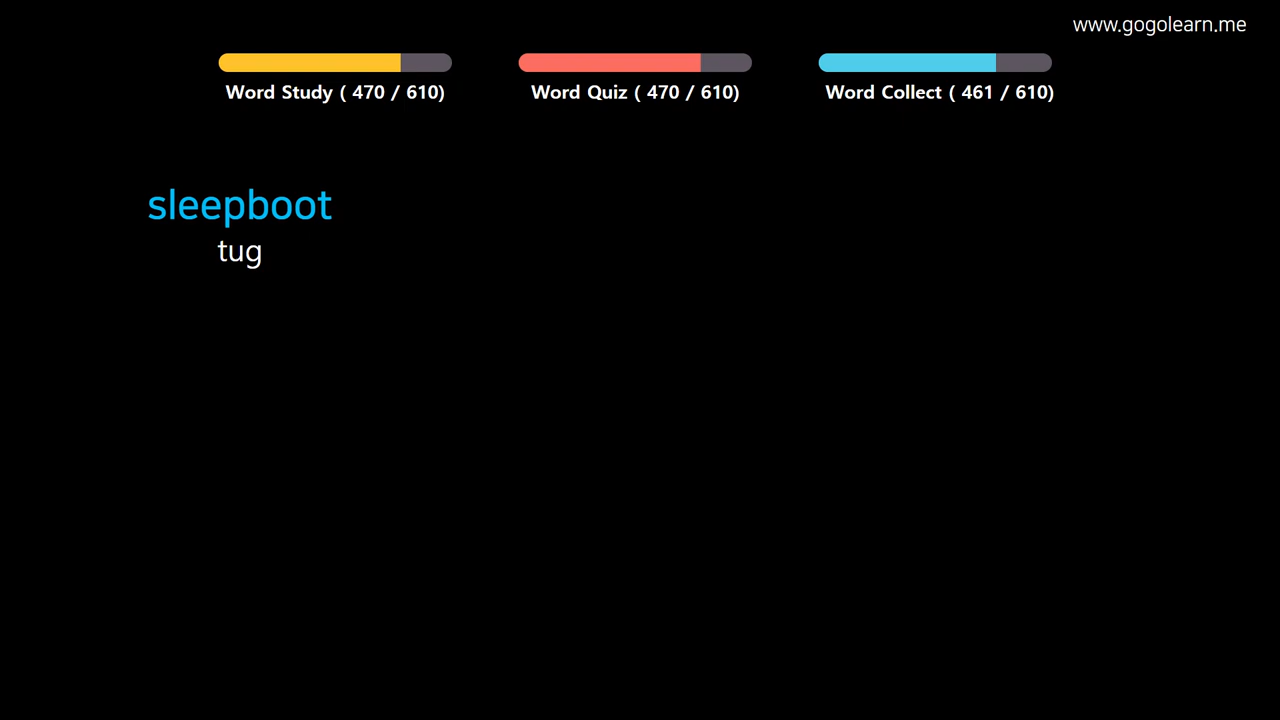 www.gogolearn.me
Word Study ( 470 / 610)
Word Quiz ( 470 / 610)
Word Collect ( 461 / 610)
sleepboot
tug